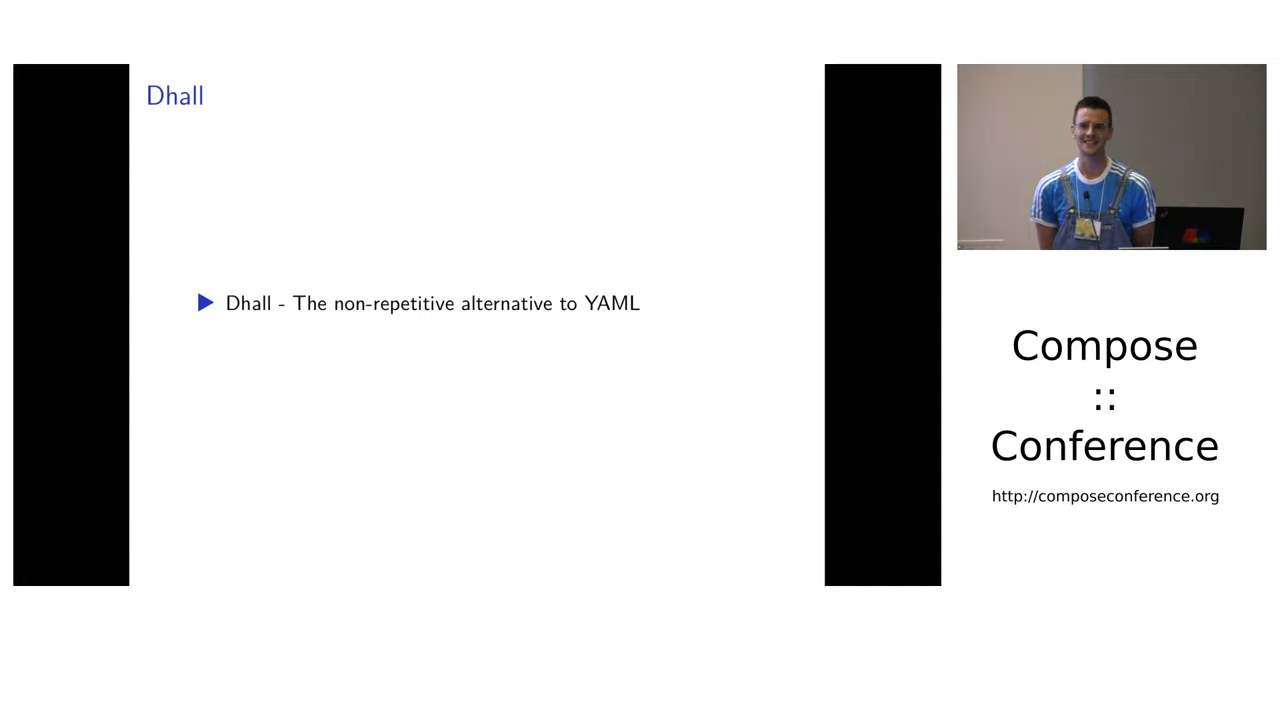 Dhall
Dhall - The non-repetitive alternative to YAML
Compose
::
Conference
http://composeconference.org